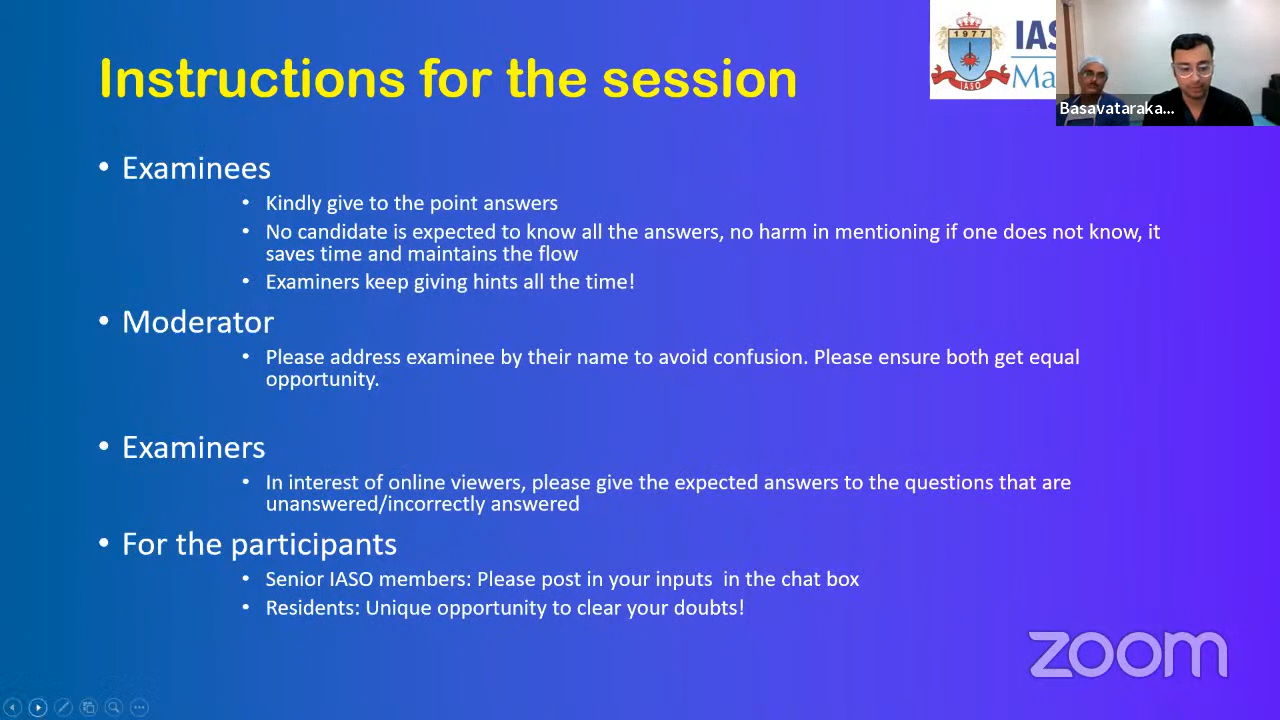 Instructions for the session
1977
IASO
IAS
Ma
Basavataraka...
• Examinees
• Kindly give to the point answers
• No candidate is expected to know all the answers, no harm in mentioning if one does not know, it
saves time and maintains the flow
• Examiners keep giving hints all the time!
• Moderator
• Please address examinee by their name to avoid confusion. Please ensure both get equal
opportunity.
• Examiners
• In interest of online viewers, please give the expected answers to the questions that are
unanswered/incorrectly answered
• For the participants
• Senior IASO members: Please post in your inputs  in the chat box
• Residents: Unique opportunity to clear your doubts!
zoom